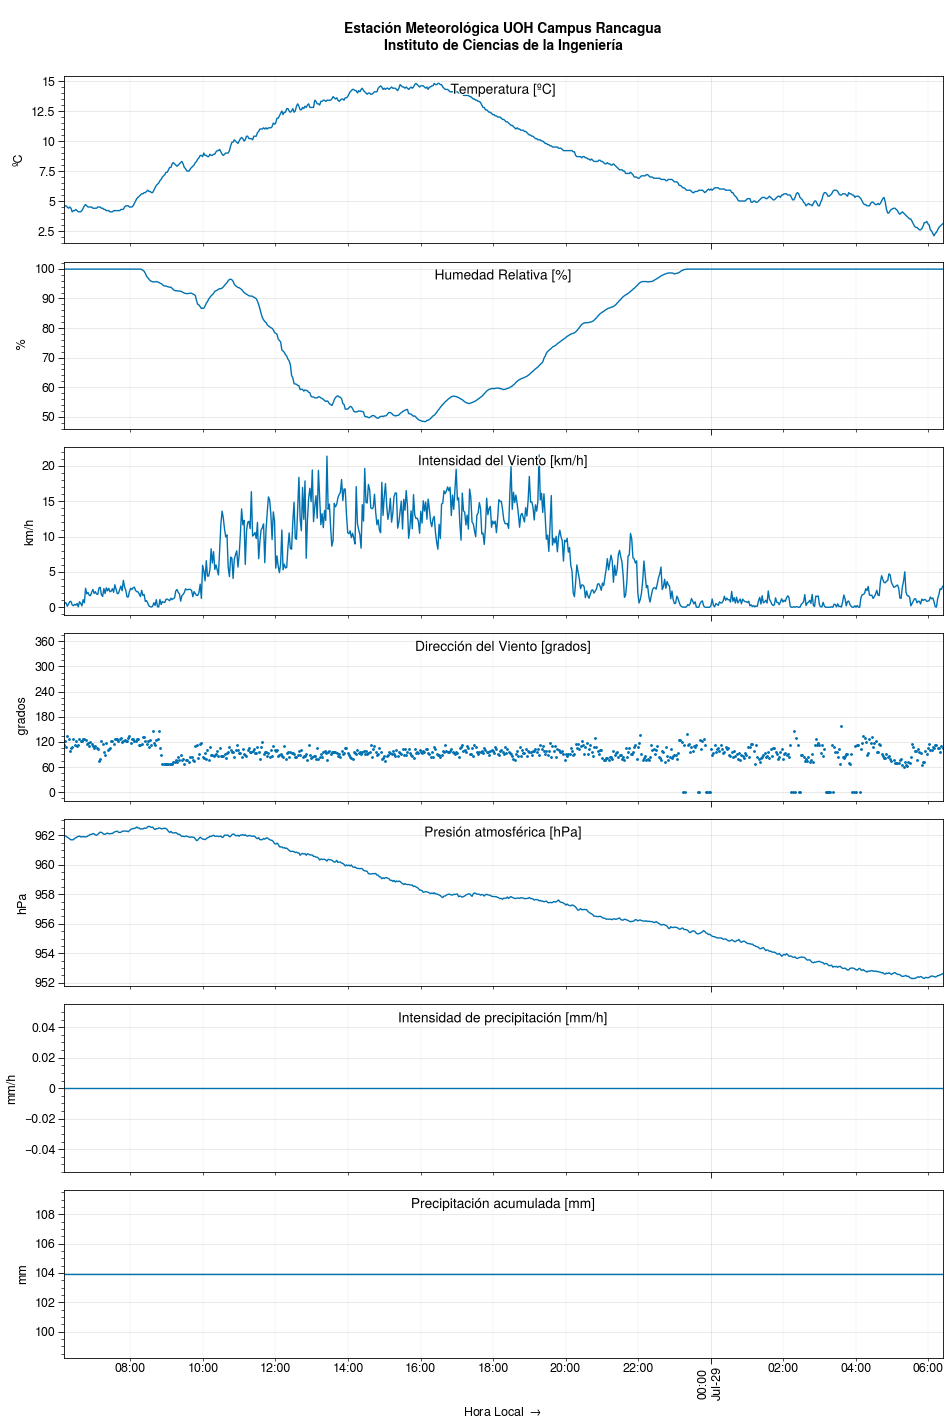 Estación Meteorológica UOH Campus Rancagua
Instituto de Ciencias de la Ingeniería
Temperatura [ºC]
ºC
15
12.5
10
7.5
5
2.5
Humedad Relativa [%]
%
100
90
80
70
60
50
Intensidad del Viento [km/h]
km/h
20
15
10
5
0
Dirección del Viento [grados]
grados
360
300
240
180
120
60
0
Presión atmosférica [hPa]
hPa
962
960
958
956
954
952
Intensidad de precipitación [mm/h]
mm/h
0.04
0.02
0
−0.02
−0.04
Precipitación acumulada [mm]
mm
108
106
104
102
100
08:00 10:00 12:00 14:00 16:00 18:00 20:00 22:00 00:00 02:00 04:00 06:00
Jul-29
Hora Local →